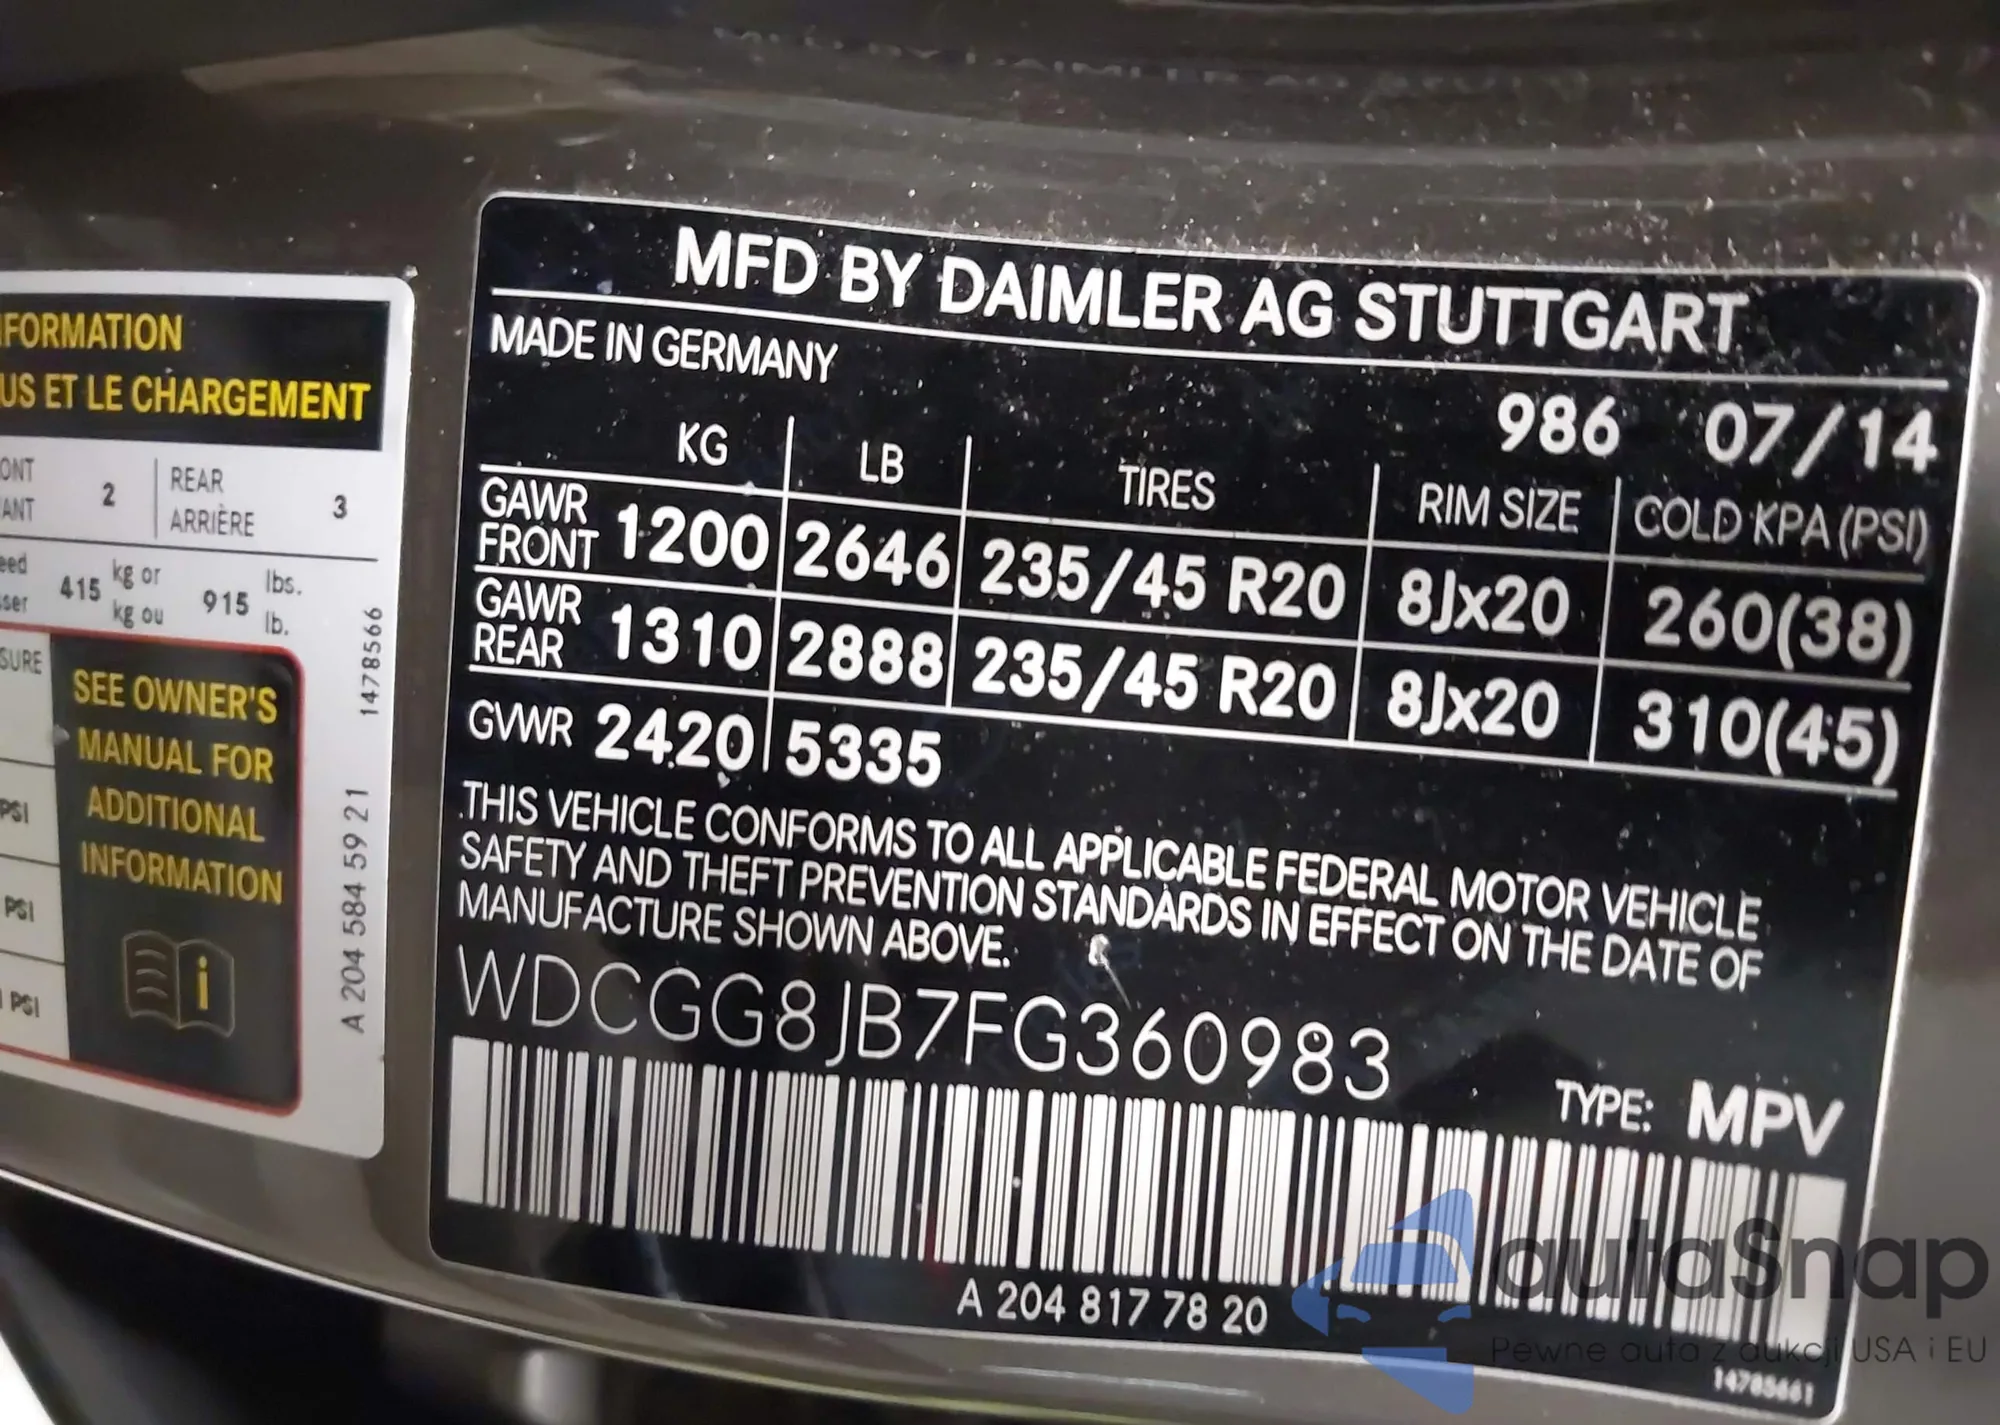 FORMATION
US ET LE CHARGEMENT
ONT
ANT
2
REAR
ARRIÈRE
3
eed
ser
415
kg or
kg ou
915
lbs.
lb.
SURE
SEE OWNER'S
MANUAL FOR
ADDITIONAL
INFORMATION
PSI
PSI
PSI
1478566
A 204 584 59 21
MFD BY DAIMLER AG STUTTGART
MADE IN GERMANY
986 07/14
KG LB TIRES RIM SIZE COLD KPA (PSI)
GAWR
FRONT 1200 2646 235/45 R20 8Jx20 260(38)
GAWR
REAR 1310 2888 235/45 R20 8Jx20 310(45)
GVWR 2420 5335
THIS VEHICLE CONFORMS TO ALL APPLICABLE FEDERAL MOTOR VEHICLE
SAFETY AND THEFT PREVENTION STANDARDS IN EFFECT ON THE DATE OF
MANUFACTURE SHOWN ABOVE.
WDCGG8JB7FG360983
TYPE: MPV
A 204 817 78 20
autaSnap
Pewne auta z aukcji USA i EU